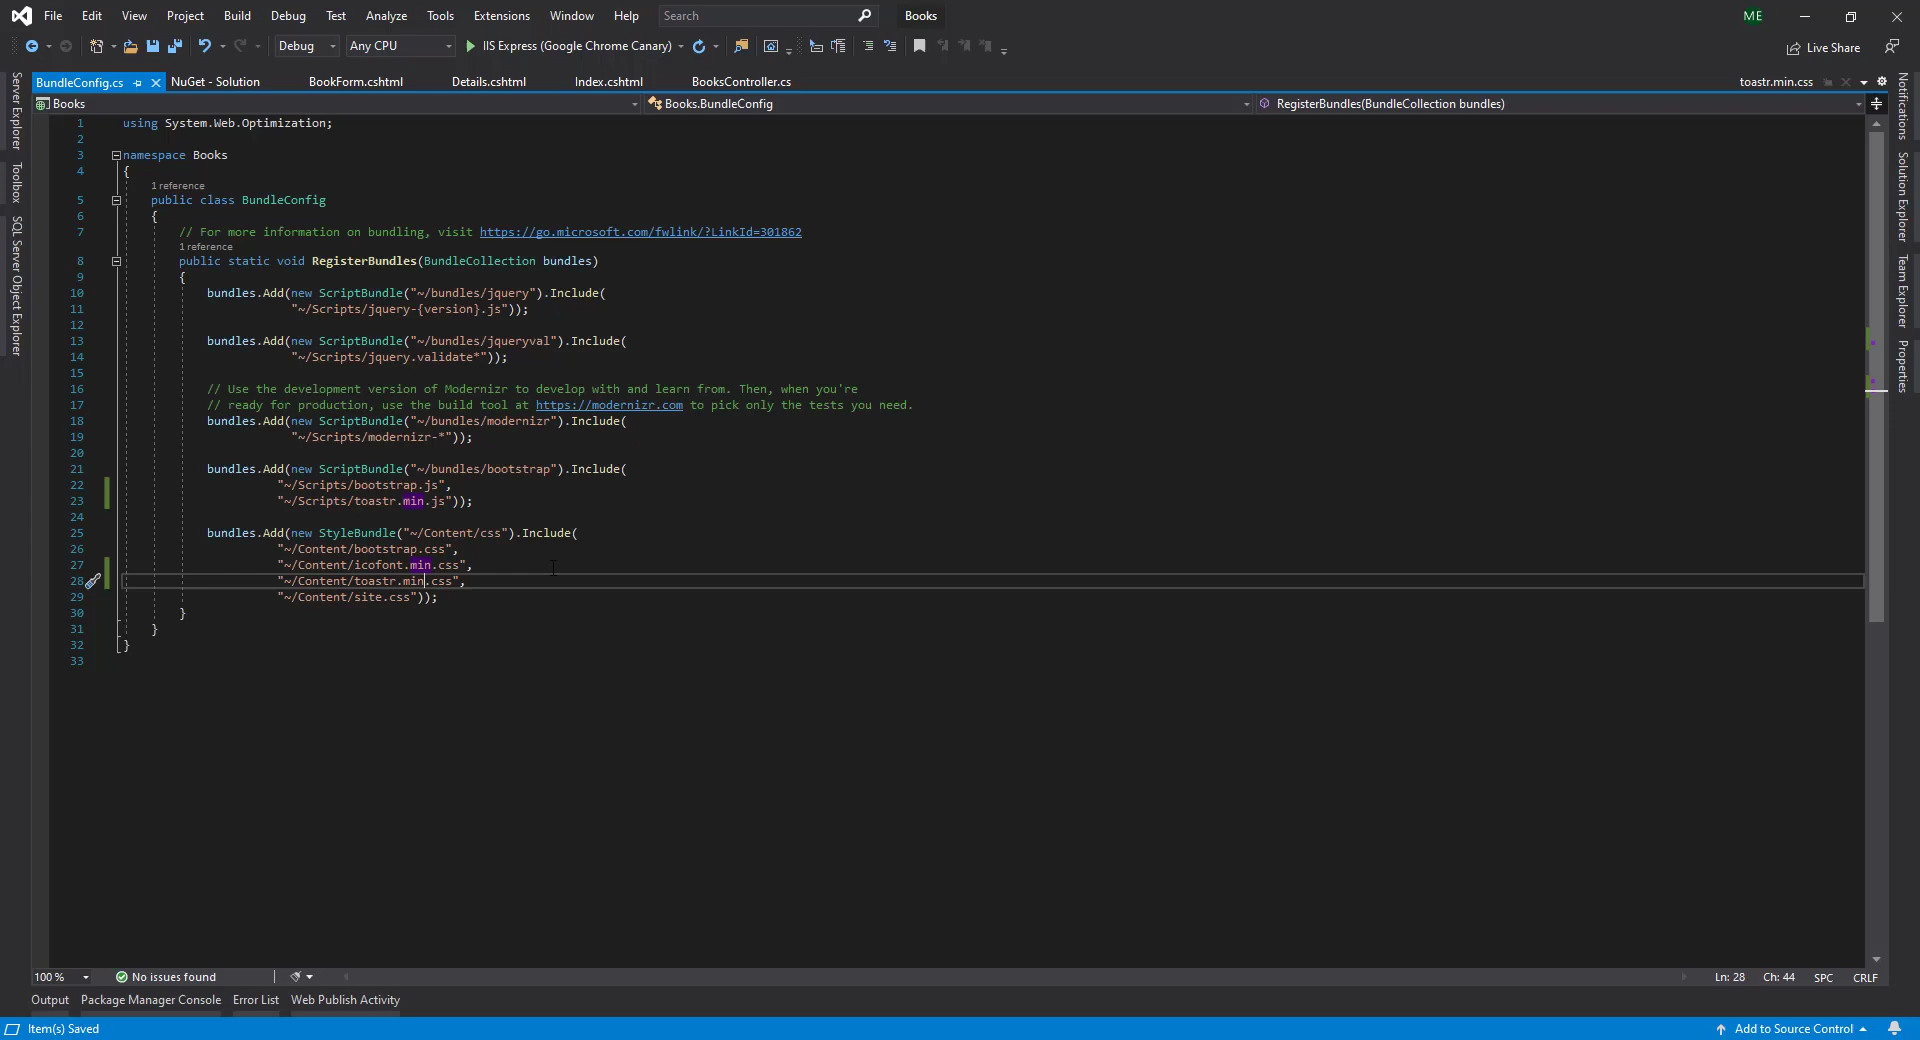 File Edit View Project Build Debug Test Analyze Tools Extensions Window Help Search Books ME
Debug Any CPU IIS Express (Google Chrome Canary) Live Share
BundleConfig.cs NuGet - Solution BookForm.cshtml Details.cshtml Index.cshtml BooksController.cs toastr.min.css
Books Books.BundleConfig RegisterBundles(BundleCollection bundles)
Server Explorer
Toolbox
SQL Server Object Explorer
1 using System.Web.Optimization;
2
3 namespace Books
4 {
1 reference
5 public class BundleConfig
6 {
7 // For more information on bundling, visit https://go.microsoft.com/fwlink/?LinkId=301862
1 reference
8 public static void RegisterBundles(BundleCollection bundles)
9 {
10 bundles.Add(new ScriptBundle("~/bundles/jquery").Include(
11 "~/Scripts/jquery-{version}.js"));
12
13 bundles.Add(new ScriptBundle("~/bundles/jqueryval").Include(
14 "~/Scripts/jquery.validate*"));
15
16 // Use the development version of Modernizr to develop with and learn from. Then, when you're
17 // ready for production, use the build tool at https://modernizr.com to pick only the tests you need.
18 bundles.Add(new ScriptBundle("~/bundles/modernizr").Include(
19 "~/Scripts/modernizr-*"));
20
21 bundles.Add(new ScriptBundle("~/bundles/bootstrap").Include(
22 "~/Scripts/bootstrap.js",
23 "~/Scripts/toastr.min.js"));
24
25 bundles.Add(new StyleBundle("~/Content/css").Include(
26 "~/Content/bootstrap.css",
27 "~/Content/icofont.min.css",
28 "~/Content/toastr.min.css",
29 "~/Content/site.css"));
30 }
31 }
32 }
33
Notifications
Solution Explorer
Team Explorer
Properties
100 % No issues found Ln: 28 Ch: 44 SPC CRLF
Output Package Manager Console Error List Web Publish Activity
Item(s) Saved Add to Source Control